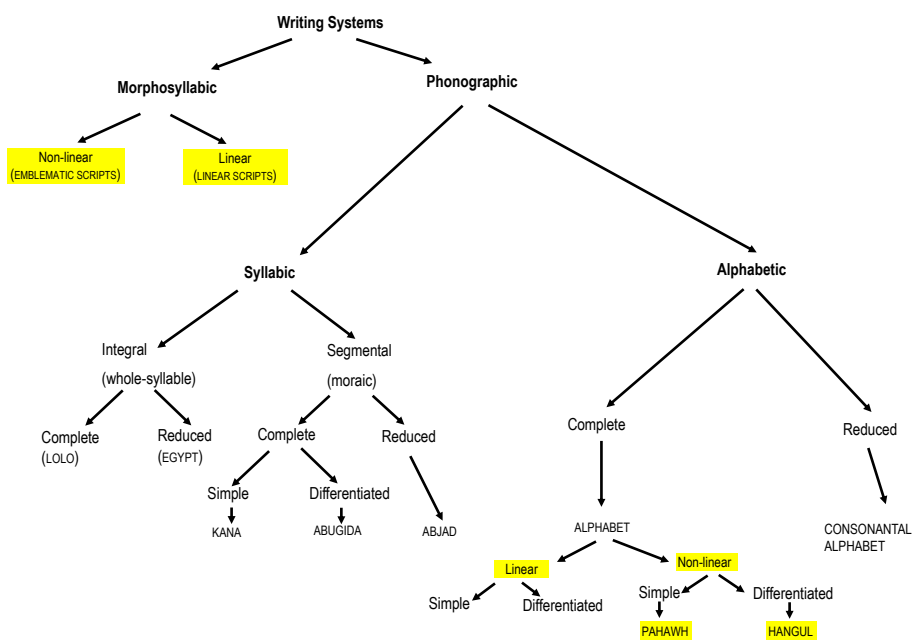 Writing Systems
Morphosyllabic
Phonographic
Non-linear
(EMBLEMATIC SCRIPTS)
Linear
(LINEAR SCRIPTS)
Syllabic
Alphabetic
Integral
(whole-syllable)
Segmental
(moraic)
Complete
(LOLO)
Reduced
(EGYPT)
Complete
Reduced
Simple
Differentiated
KANA
ABUGIDA
ABJAD
Complete
Reduced
ALPHABET
CONSONANTAL
ALPHABET
Linear
Non-linear
Simple
Differentiated
Simple
Differentiated
PAHAWH
HANGUL